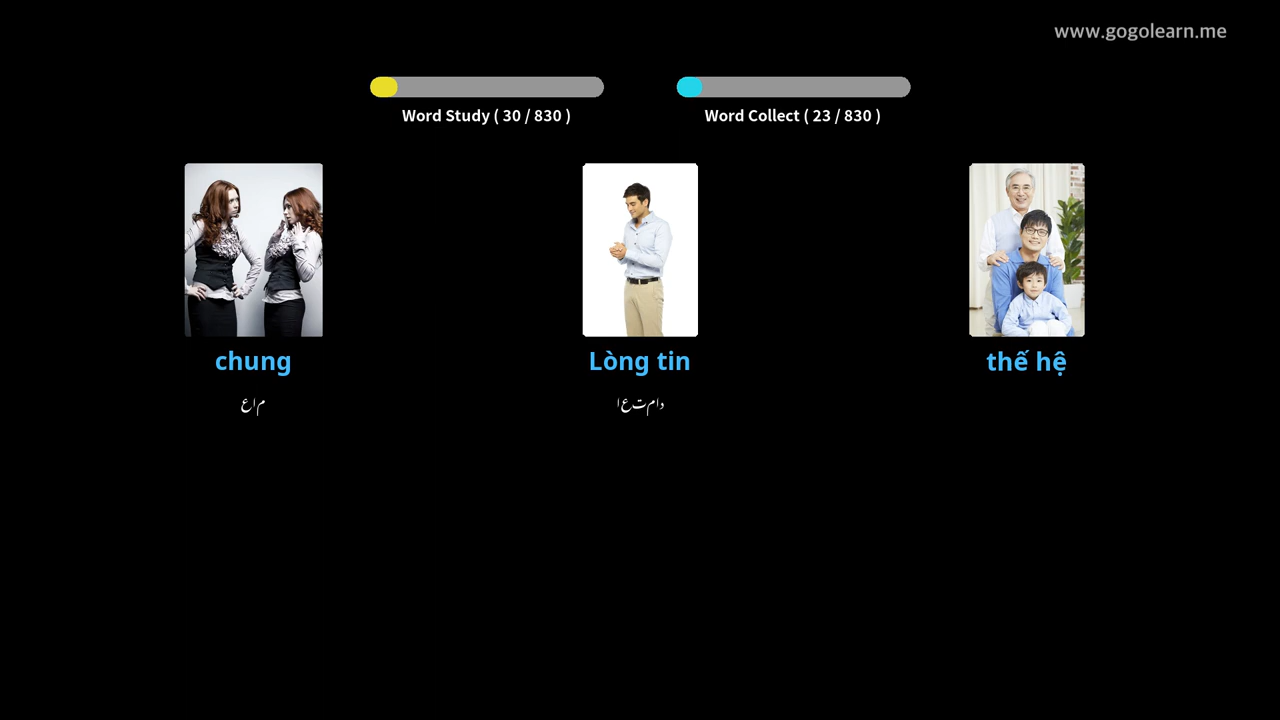 www.gogolearn.me
Word Study ( 30 / 830 )
Word Collect ( 23 / 830 )
chung
Lòng tin
thế hệ
عام
اعتماد